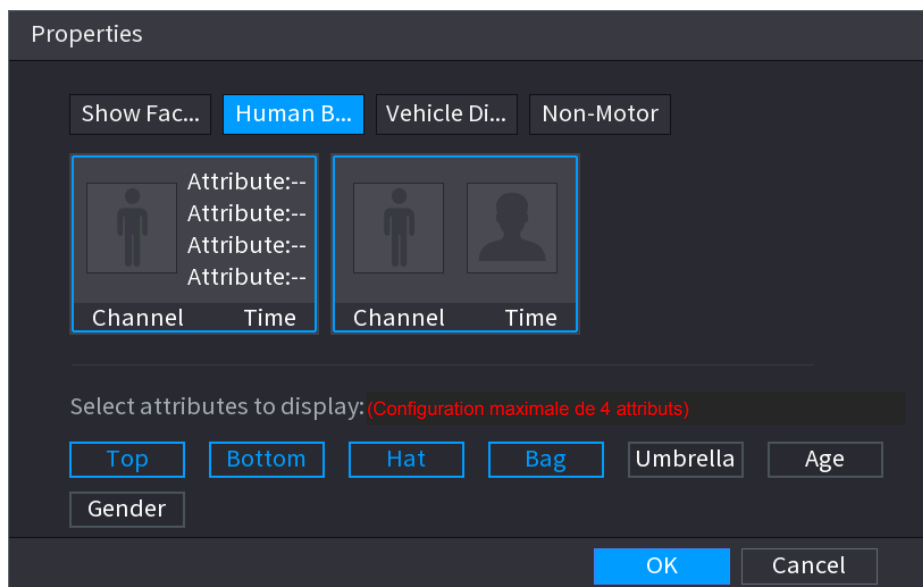 Properties
Show Fac... Human B... Vehicle Di... Non-Motor
Attribute:--
Attribute:--
Attribute:--
Attribute:--
Channel Time Channel Time
Select attributes to display: (Configuration maximale de 4 attributs)
Top Bottom Hat Bag Umbrella Age
Gender
OK Cancel